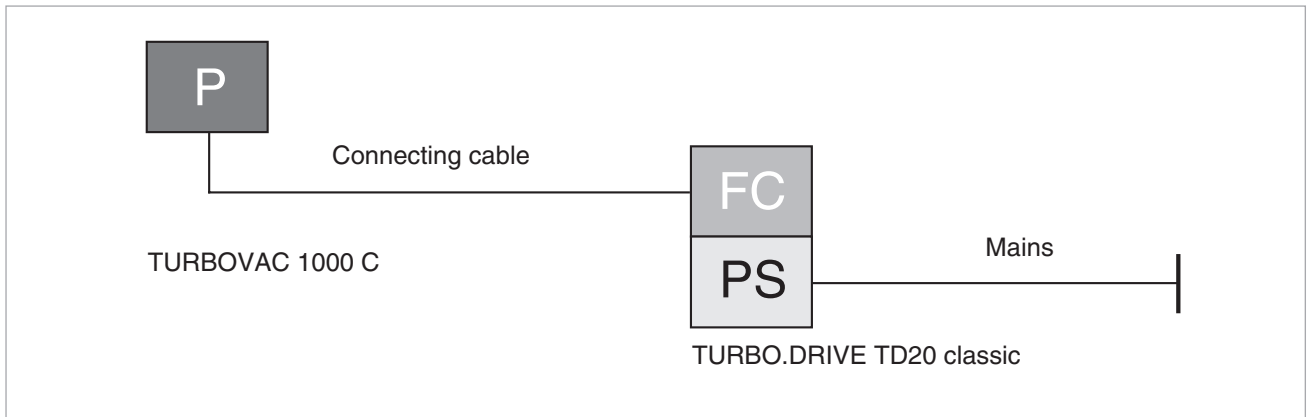 P
Connecting cable
FC
TURBOVAC 1000 C
Mains
PS
TURBO.DRIVE TD20 classic